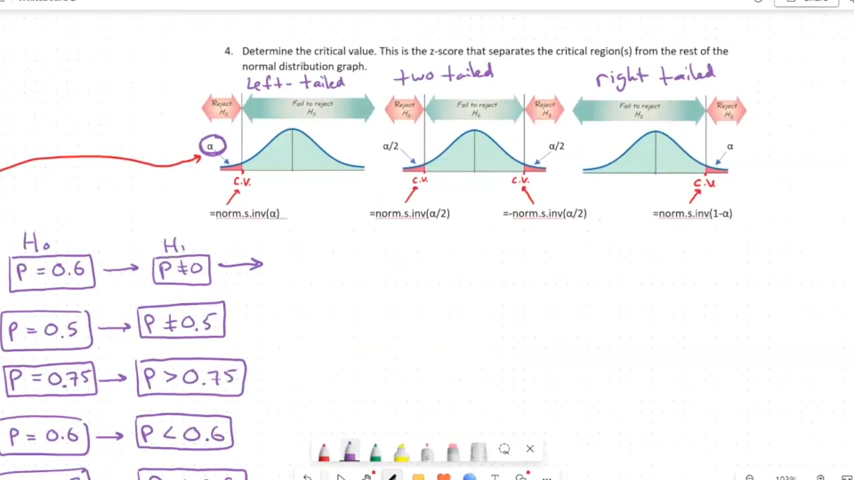 4. Determine the critical value. This is the z-score that separates the critical region(s) from the rest of the
normal distribution graph.
left-tailed two tailed right tailed
Reject H₀ Fail to reject H₀ Reject H₀ Fail to reject H₀ Reject H₀ Fail to reject H₀ Reject H₀
α α/2 α/2 α
C.V. C.V. C.V. C.V.
=norm.s.inv(α) =norm.s.inv(α/2) =-norm.s.inv(α/2) =norm.s.inv(1-α)
H₀ H₁
P = 0.6 → P ≠ 0 →
P = 0.5 → P ≠ 0.5
P = 0.75 → P > 0.75
P = 0.6 → P < 0.6